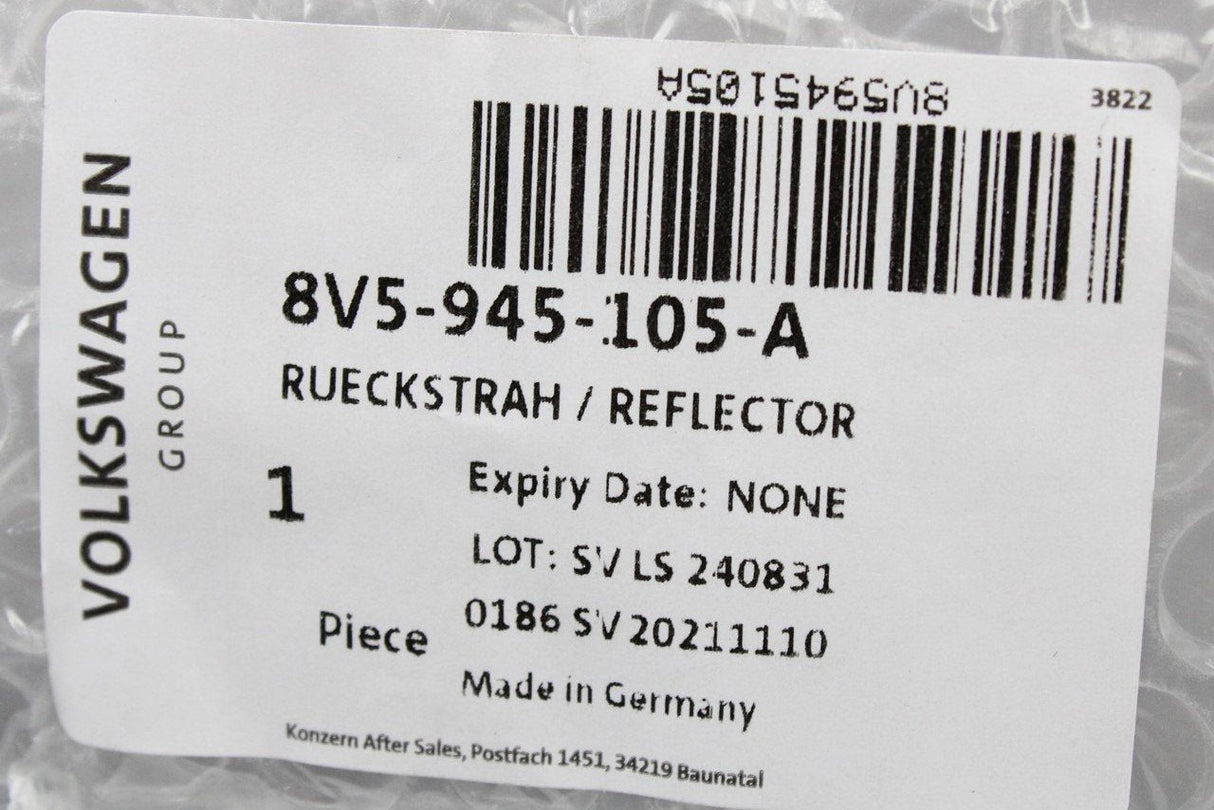 8V5945105A
3822
VOLKSWAGEN
GROUP
8V5-945-105-A
RUECKSTRAH / REFLECTOR
1
Expiry Date: NONE
LOT: SV LS 240831
0186 SV 20211110
Piece
Made in Germany
Konzern After Sales, Postfach 1451, 34219 Baunatal